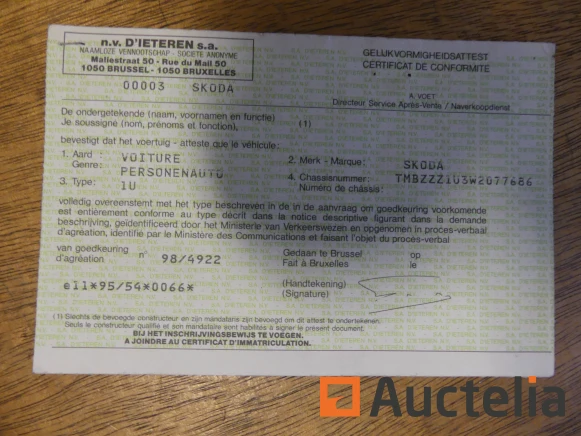 n.v. D'IETEREN s.a.
NAAMLOZE VENNOOTSCHAP - SOCIETE ANONYME
Maliestraat 50 - Rue du Mail 50
1050 BRUSSEL - 1050 BRUXELLES
00003 SKODA
GELIJKVORMIGHEIDSATTEST
CERTIFICAT DE CONFORMITÉ
A. VOET
Directeur Service Après-Vente / Naverkoopdienst
De ondergetekende (naam, voornamen en functie)
Je soussigné (nom, prénoms et fonction), (1)
bevestigt dat het voertuig - atteste que le véhicule:
1. Aard : VOITURE
Genre: PERSONENAUTO
2. Merk - Marque: SKODA
3. Type: 1U
4. Chassisnummer: TMBZZZ1U3W2077686
Numéro de châssis:
volledig overeenstemt met het type beschreven in de in de aanvraag om goedkeuring voorkomende
est entièrement conforme au type décrit dans la notice descriptive figurant dans la demande
beschrijving, geïdentificeerd door het Ministerie van Verkeerswezen en opgenomen in proces-verbaal
d'agréation, identifié par le Ministère des Communications et faisant l'objet du procès-verbal
van goedkeuring n° 98/4922
d'agréation
Gedaan te Brussel op
Fait à Bruxelles le
e11*95/54*0066*
(Handtekening)
(Signature)
(1) Slechts de bevoegde constructeur en zijn mandataris zijn bevoegd om dit attest te ondertekenen.
Seuls le constructeur qualifié et son mandataire sont habilités à signer le présent document.
BIJ HET INSCHRIJVINGSBEWIJS TE VOEGEN.
A JOINDRE AU CERTIFICAT D'IMMATRICULATION.
Auctelia